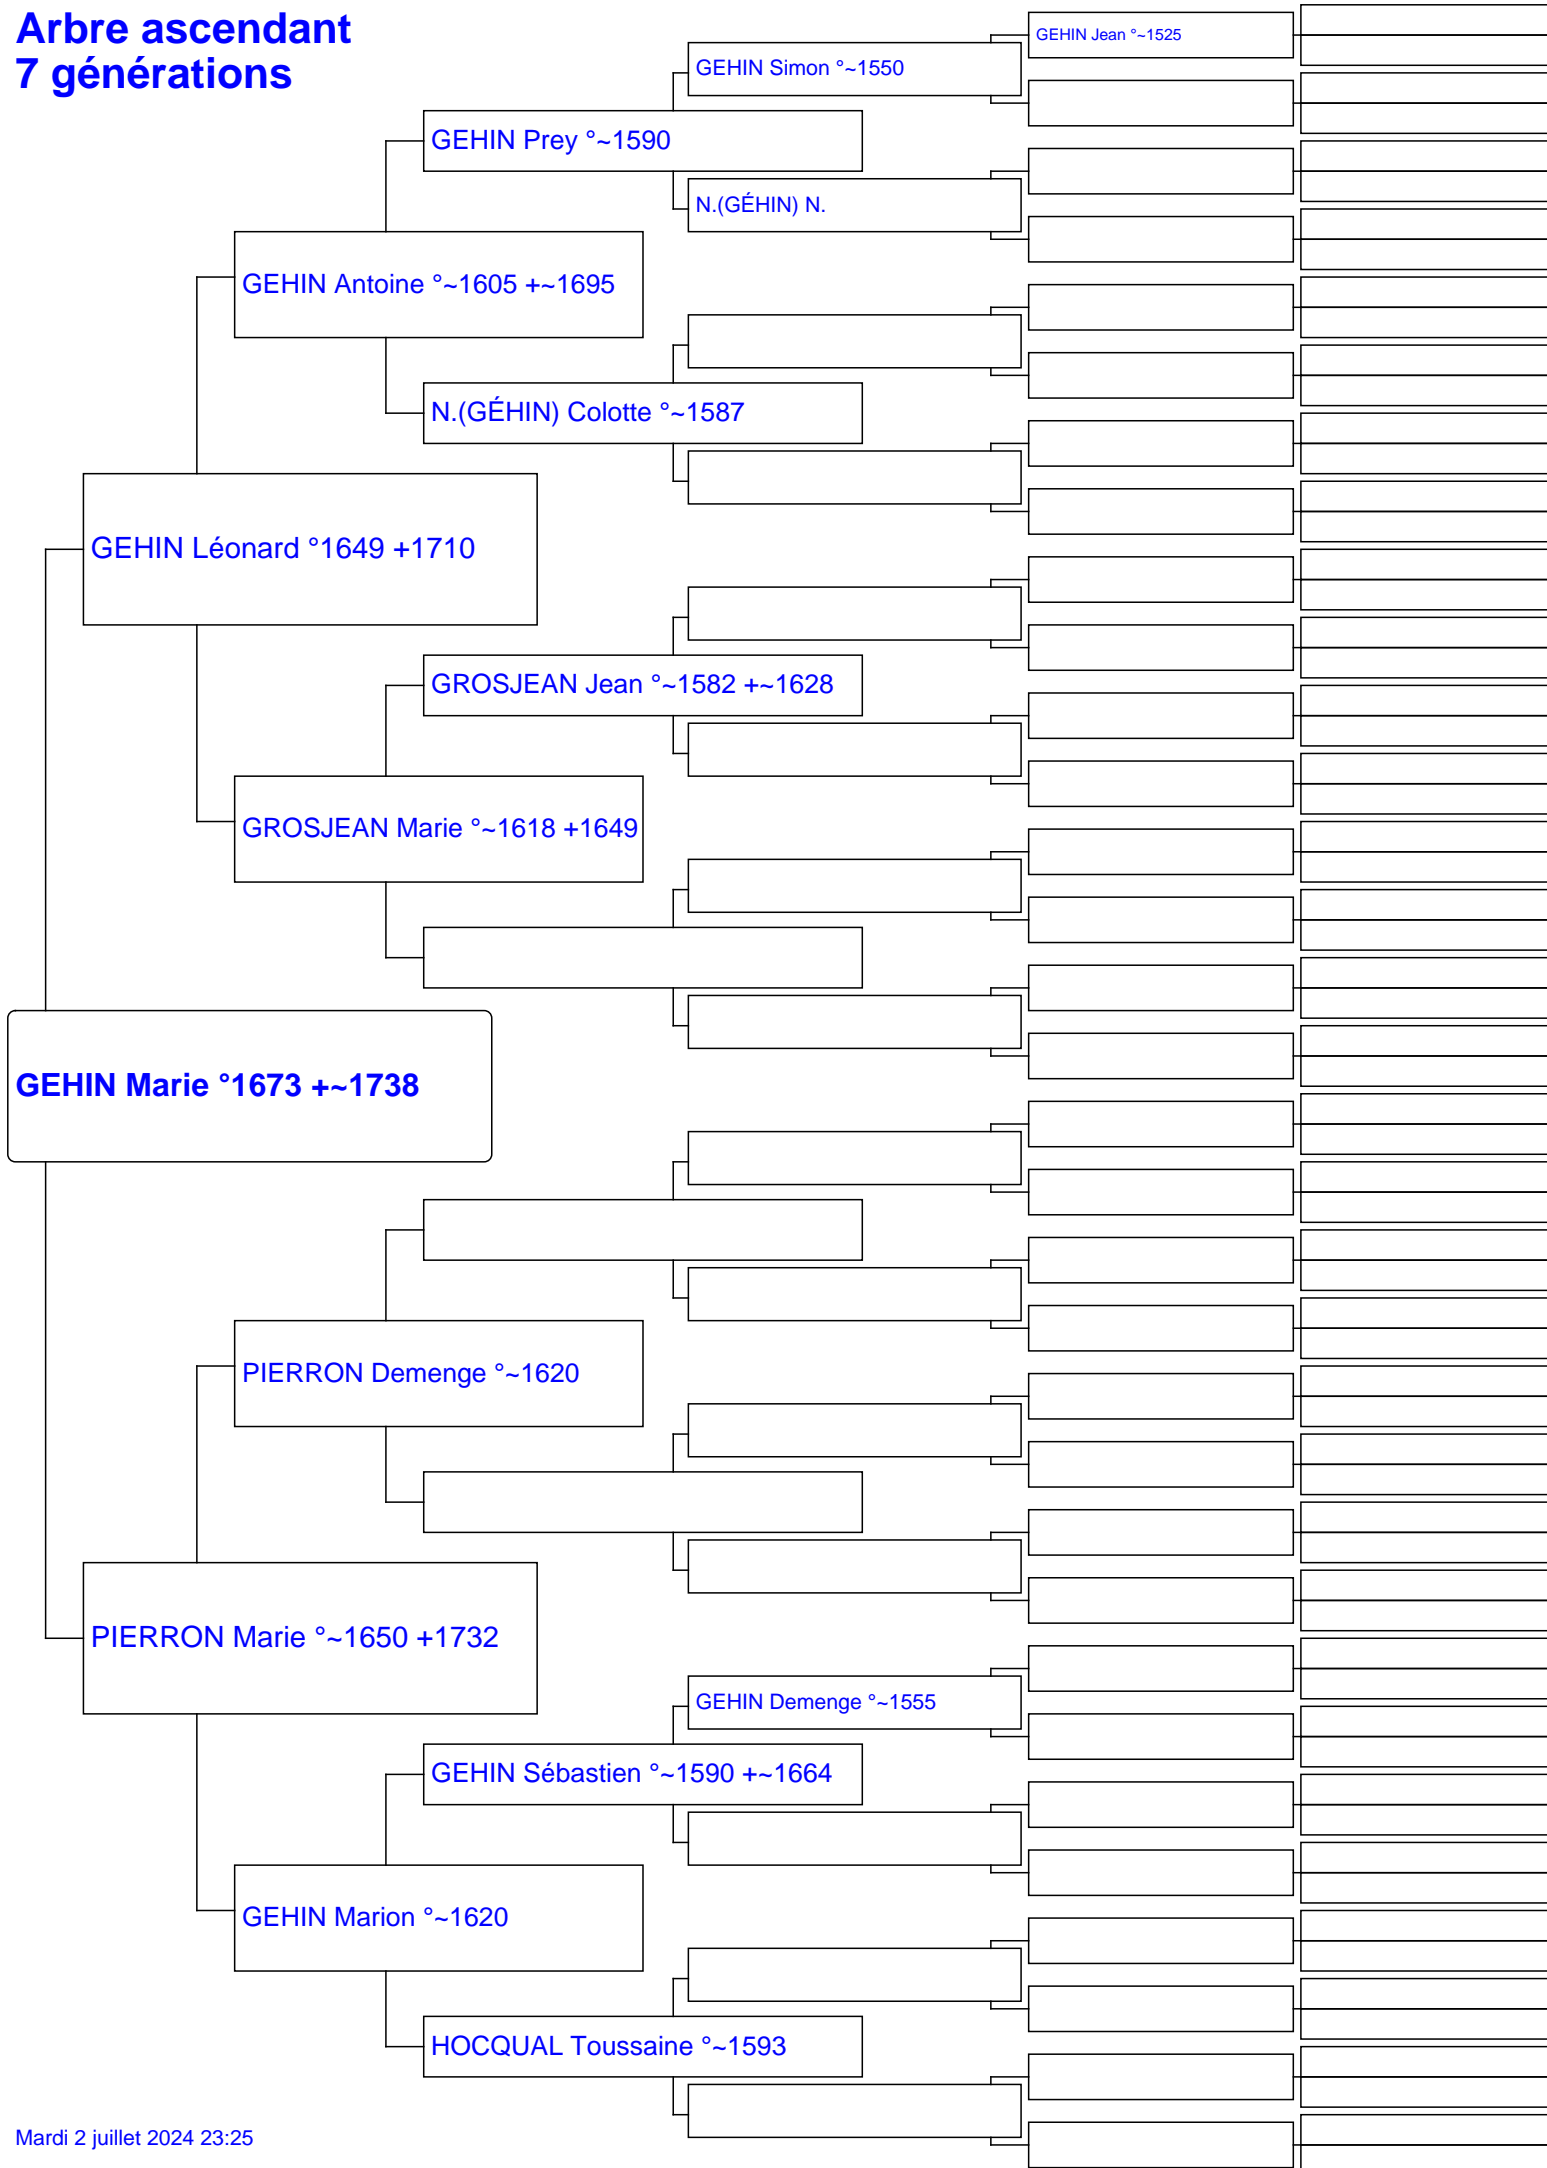 Arbre ascendant
7 générations
GEHIN Jean °~1525
GEHIN Simon °~1550
GEHIN Prey °~1590
N.(GÉHIN) N.
GEHIN Antoine °~1605 +~1695
N.(GÉHIN) Colotte °~1587
GEHIN Léonard °1649 +1710
GROSJEAN Jean °~1582 +~1628
GROSJEAN Marie °~1618 +1649
GEHIN Marie °1673 +~1738
PIERRON Demenge °~1620
PIERRON Marie °~1650 +1732
GEHIN Demenge °~1555
GEHIN Sébastien °~1590 +~1664
GEHIN Marion °~1620
HOCQUAL Toussaine °~1593
Mardi 2 juillet 2024 23:25